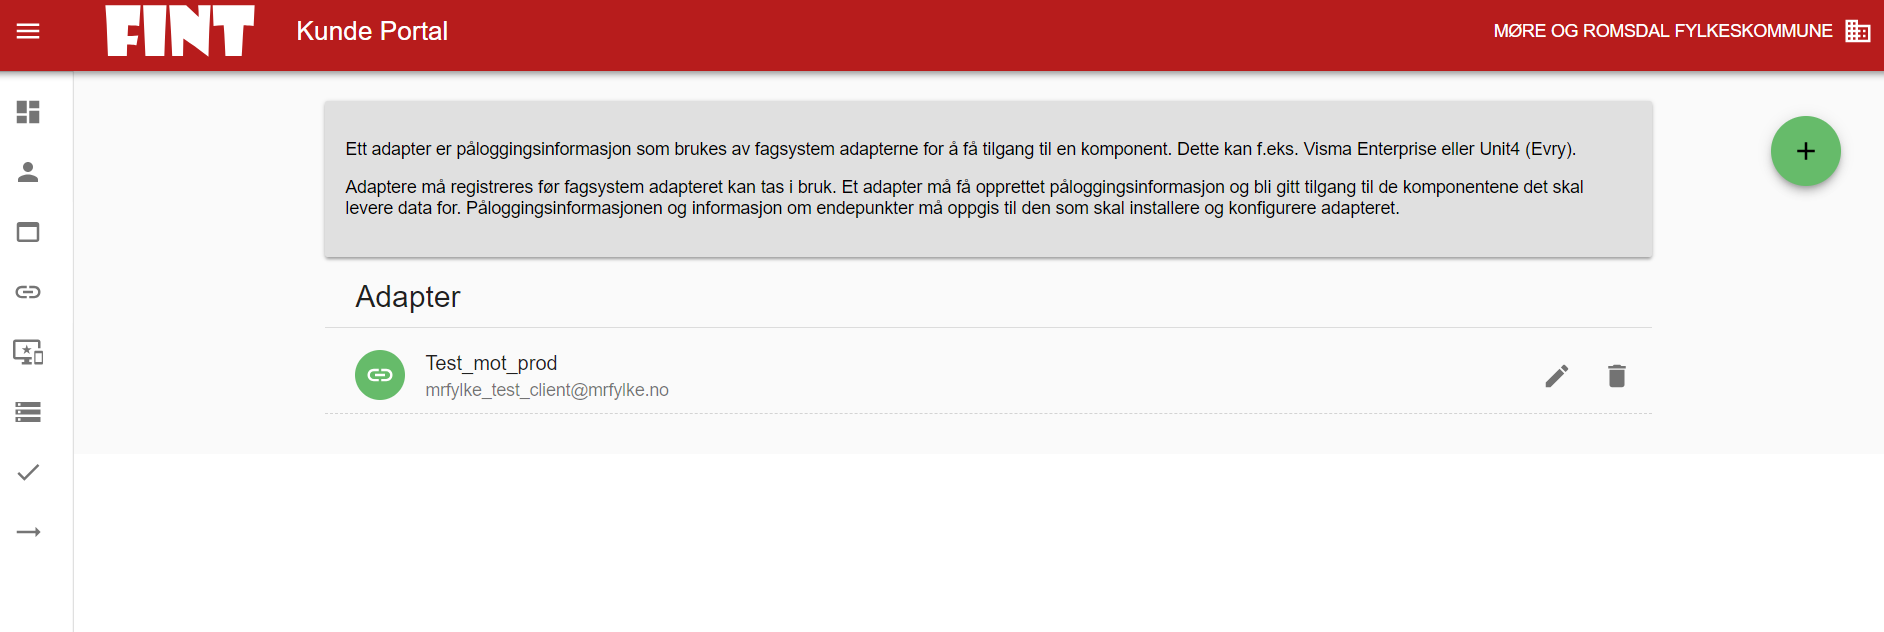 FINT
Kunde Portal
MØRE OG ROMSDAL FYLKESKOMMUNE
Ett adapter er påloggingsinformasjon som brukes av fagsystem adapterne for å få tilgang til en komponent. Dette kan f.eks. Visma Enterprise eller Unit4 (Evry).
Adaptere må registreres før fagsystem adapteret kan tas i bruk. Et adapter må få opprettet påloggingsinformasjon og bli gitt tilgang til de komponentene det skal
levere data for. Påloggingsinformasjonen og informasjon om endepunkter må oppgis til den som skal installere og konfigurere adapteret.
Adapter
Test_mot_prod
mrfylke_test_client@mrfylke.no